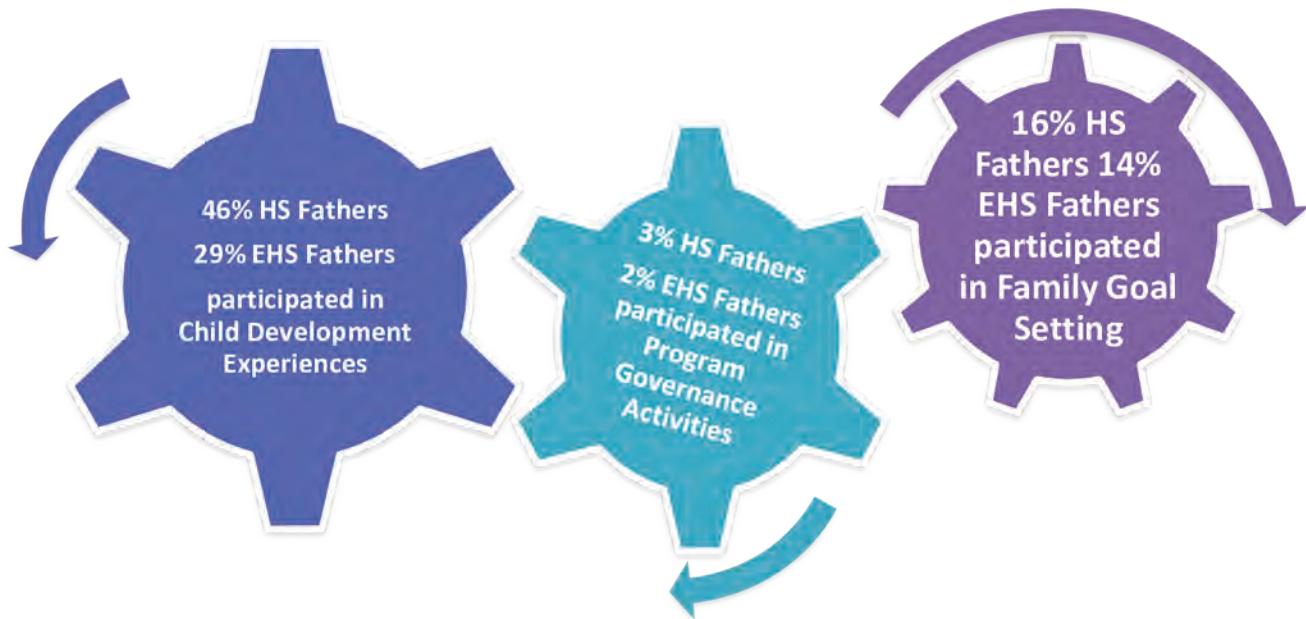 46% HS Fathers
29% EHS Fathers
participated in
Child Development
Experiences
3% HS Fathers
2% EHS Fathers
participated in
Program
Governance
Activities
16% HS
Fathers 14%
EHS Fathers
participated
in Family Goal
Setting